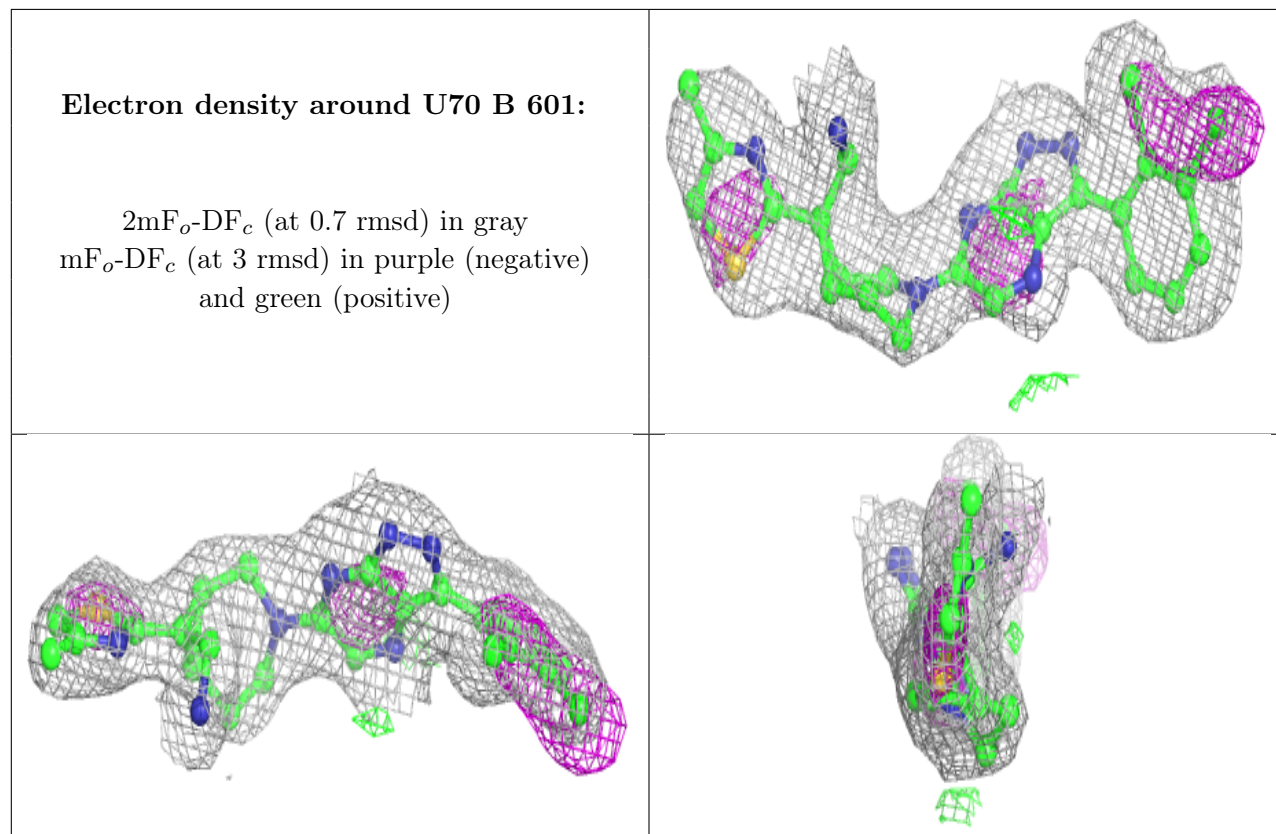 Electron density around U70 B 601:
2mFo-DFc (at 0.7 rmsd) in gray
mFo-DFc (at 3 rmsd) in purple (negative)
and green (positive)